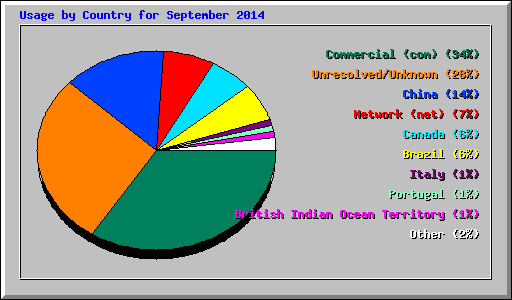 Usage by Country for September 2014
Commercial (com) (34%)
Unresolved/Unknown (28%)
China (14%)
Network (net) (7%)
Canada (6%)
Brazil (6%)
Italy (1%)
Portugal (1%)
British Indian Ocean Territory (1%)
Other (2%)